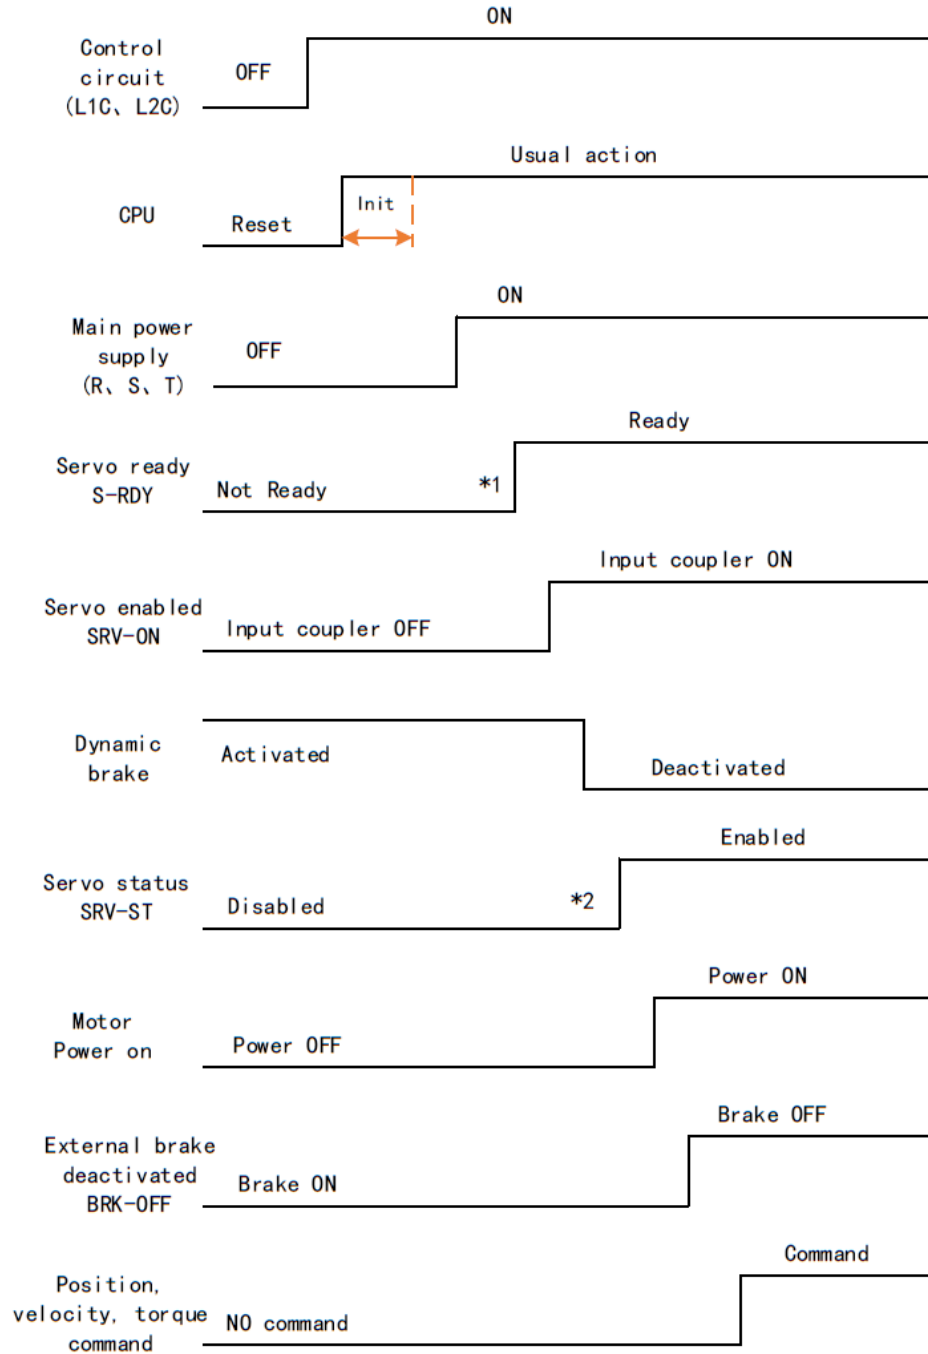 ON
Control
circuit
(L1C、L2C)
OFF
Usual action
CPU
Reset
Init
ON
Main power
supply
(R、S、T)
OFF
Ready
Servo ready
S-RDY
Not Ready
*1
Input coupler ON
Servo enabled
SRV-ON
Input coupler OFF
Dynamic
brake
Activated
Deactivated
Enabled
Servo status
SRV-ST
Disabled
*2
Power ON
Motor
Power on
Power OFF
Brake OFF
External brake
deactivated
BRK-OFF
Brake ON
Command
Position,
velocity, torque
command
NO command